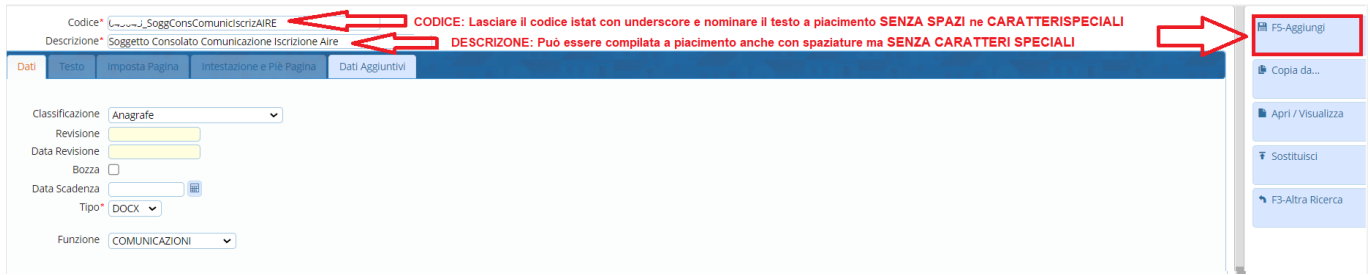 Codice* _SoggConsComunicIscrizAIRE CODICE: Lasciare il codice istat con underscore e nominare il testo a piacimento SENZA SPAZI ne CARATTERISPECIALI
Descrizione* Soggetto Consolato Comunicazione Iscrizione Aire DESCRIZONE: Può essere compilata a piacimento anche con spaziature ma SENZA CARATTERI SPECIALI
Dati Testo Imposta Pagina Intestazione e Piè Pagina Dati Aggiuntivi
Classificazione Anagrafe
Revisione
Data Revisione
Bozza
Data Scadenza
Tipo* DOCX
Funzione COMUNICAZIONI
F5-Aggiungi
Copia da...
Apri / Visualizza
Sostituisci
F3-Altra Ricerca